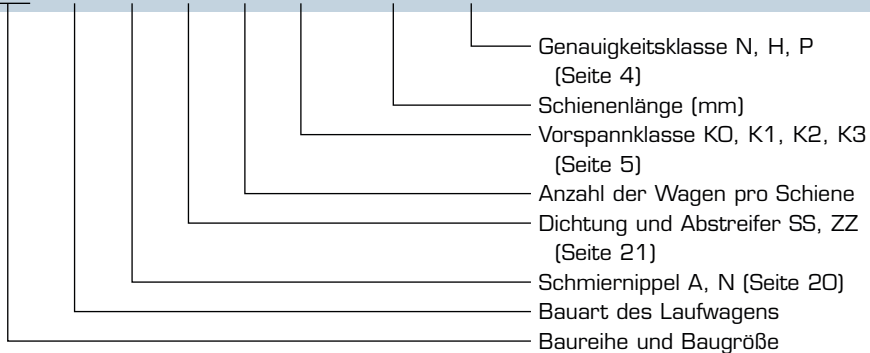 Genauigkeitsklasse N, H, P
(Seite 4)
Schienenlänge (mm)
Vorspannklasse K0, K1, K2, K3
(Seite 5)
Anzahl der Wagen pro Schiene
Dichtung und Abstreifer SS, ZZ
(Seite 21)
Schmiernippel A, N (Seite 20)
Bauart des Laufwagens
Baureihe und Baugröße